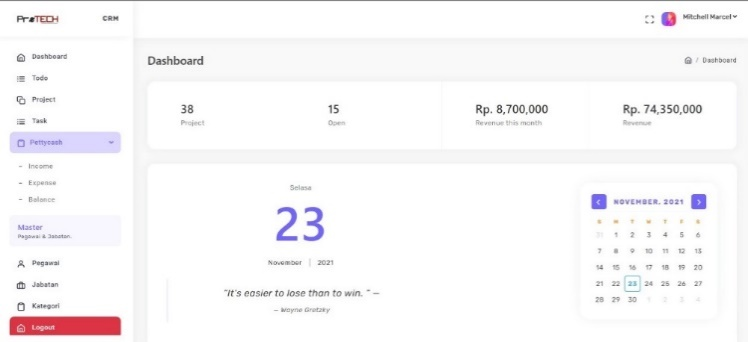 ProTECH
CRM
Mitchell Marcel
Dashboard
Todo
Project
Task
Pettycash
- Income
- Expense
- Balance
Master
Pegawai & Jabatan.
Pegawai
Jabatan
Kategori
Logout
Dashboard
/ Dashboard
38
Project
15
Open
Rp. 8,700,000
Revenue this month
Rp. 74,350,000
Revenue
Selasa
23
November | 2021
"It's easier to lose than to win. " —
— Wayne Gretzky
NOVEMBER, 2021
S M T W T F S
31 1 2 3 4 5 6
7 8 9 10 11 12 13
14 15 16 17 18 19 20
21 22 23 24 25 26 27
28 29 30 1 2 3 4